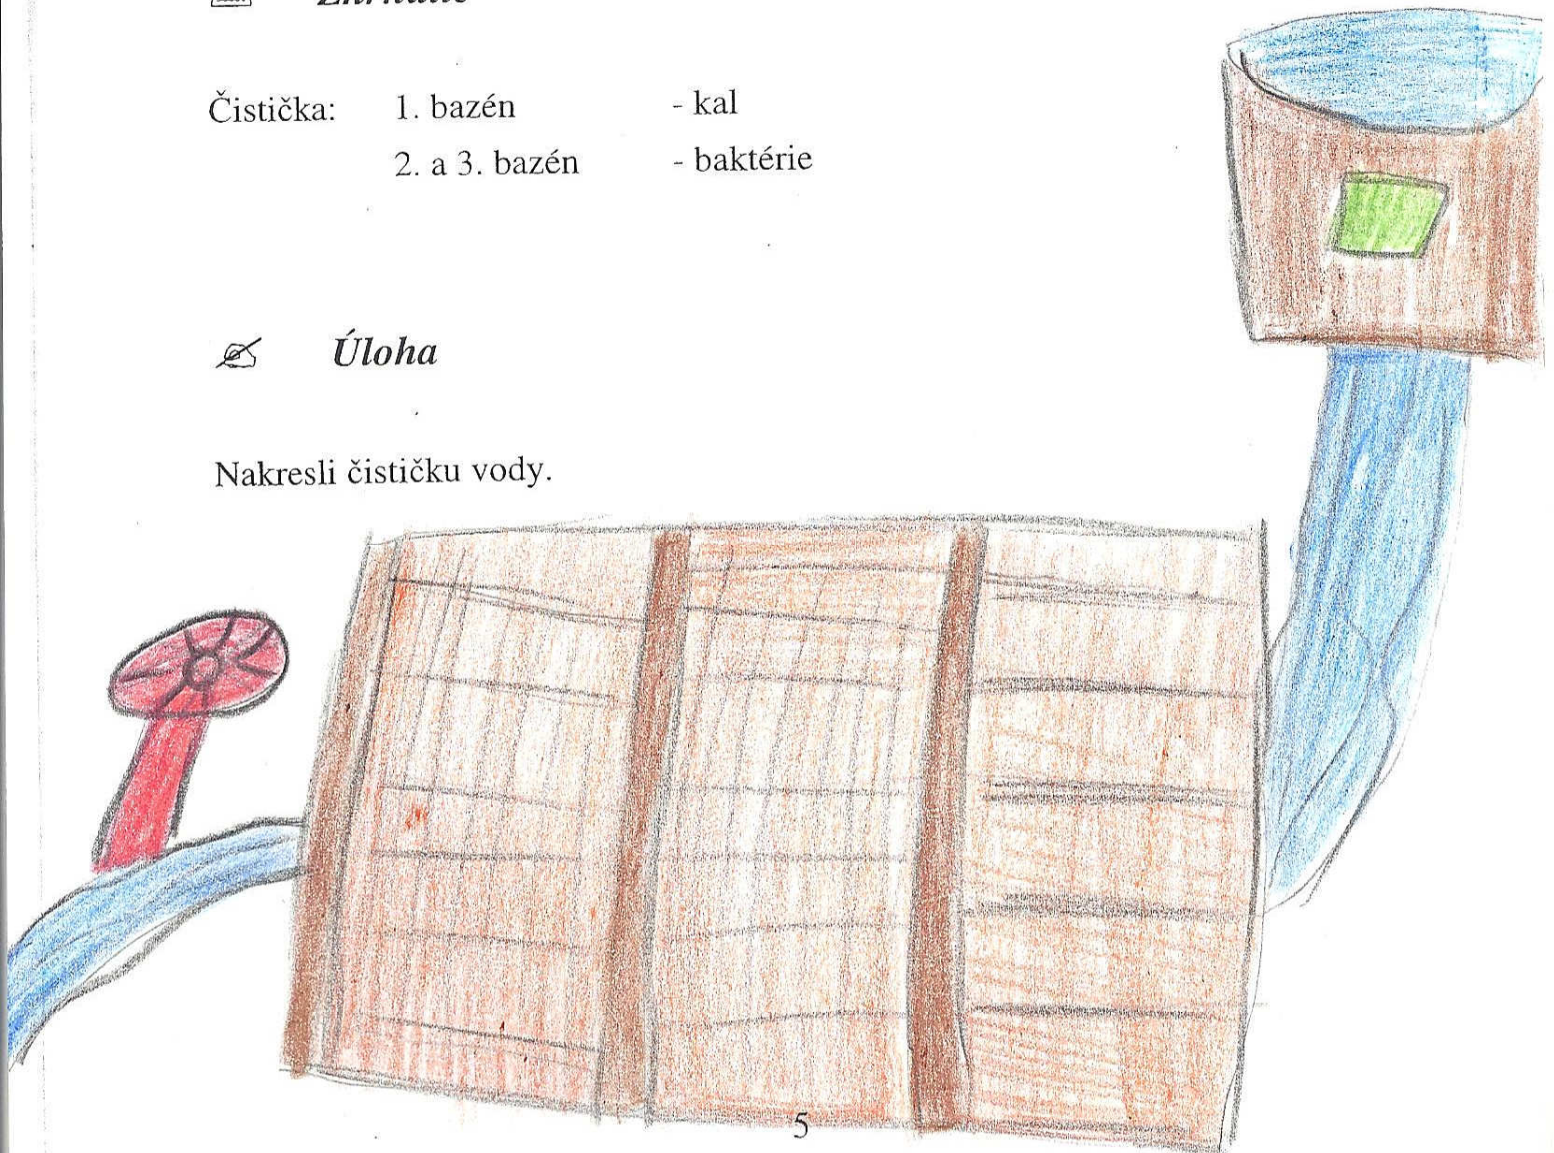 Čistička: 1. bazén - kal
2. a 3. bazén - baktérie
Úloha
Nakresli čističku vody.
5